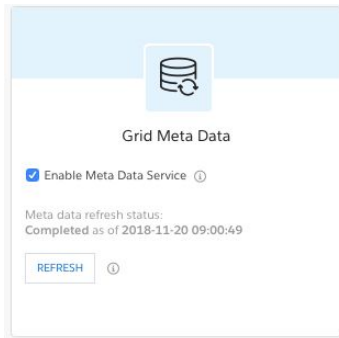 Grid Meta Data
Enable Meta Data Service
Meta data refresh status:
Completed as of 2018-11-20 09:00:49
REFRESH